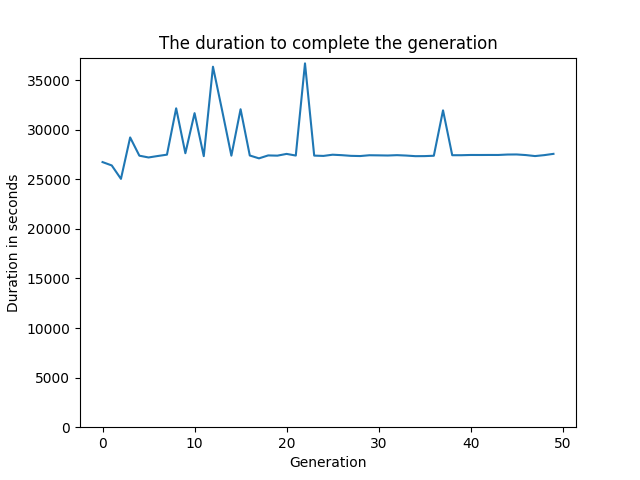 The duration to complete the generation
35000
30000
25000
20000
15000
10000
5000
0
Duration in seconds
0 10 20 30 40 50
Generation